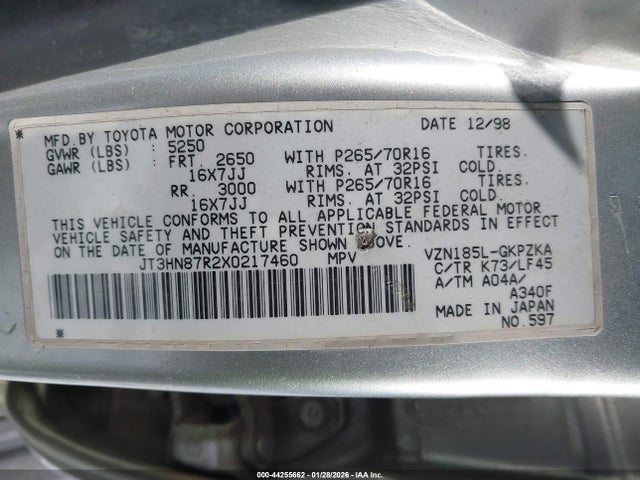 * MFD.BY TOYOTA MOTOR CORPORATION DATE 12/98
GVWR (LBS) : 5250
GAWR (LBS) : FRT. 2650 WITH P265/70R16 TIRES.
16X7JJ RIMS. AT 32PSI COLD.
RR. 3000 WITH P265/70R16 TIRES.
16X7JJ RIMS. AT 32PSI COLD.
THIS VEHICLE CONFORMS TO ALL APPLICABLE FEDERAL MOTOR
VEHICLE SAFETY AND THEFT PREVENTION STANDARDS IN EFFECT
ON THE DATE OF MANUFACTURE SHOWN ABOVE.
JT3HN87R2X0217460 MPV VZN185L-GKPZKA
C/TR K73/LF45
A/TM A04A/
A340F
MADE IN JAPAN
* NO.597
000-44255662 | 01/28/2026 | IAA Inc.